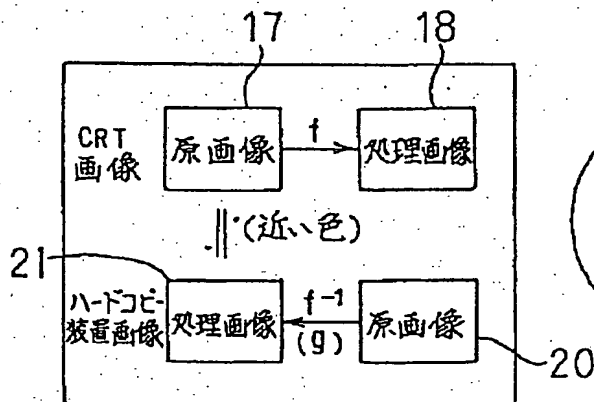 17
18
CRT
画像
原画像
f
処理画像
||・(近い色)
21
ハードコピー
装置画像
処理画像
f-1
(g)
原画像
20